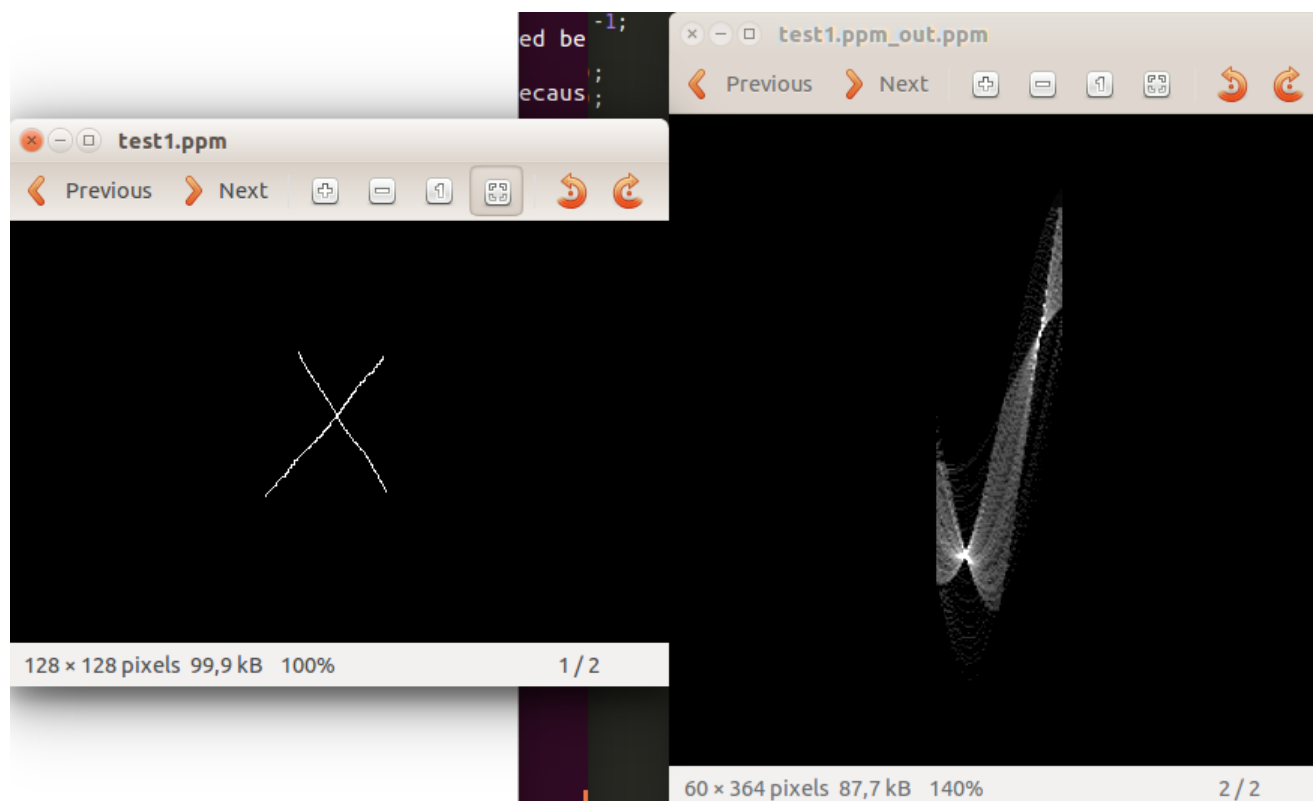 -1;
ed be
;
ecaus;
test1.ppm_out.ppm
Previous Next
test1.ppm
Previous Next
128 × 128 pixels 99,9 kB 100% 1 / 2
60 × 364 pixels 87,7 kB 140% 2 / 2